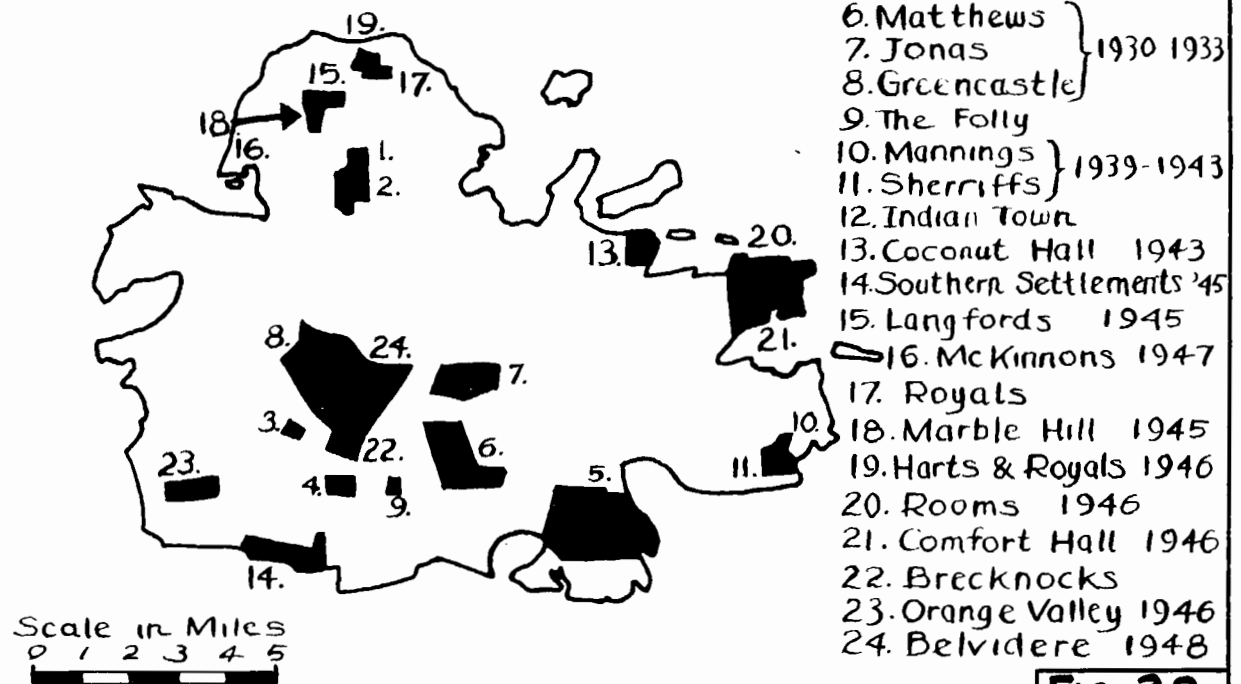 6. Matthews
7. Jonas
8. Greencastle
1930 1933
9. The Folly
10. Mannings
11. Sherriffs
1939-1943
12. Indian Town
13. Coconut Hall 1943
14. Southern Settlements '45
15. Langfords 1945
16. McKinnons 1947
17. Royals
18. Marble Hill 1945
19. Harts & Royals 1946
20. Rooms 1946
21. Comfort Hall 1946
22. Brecknocks
23. Orange Valley 1946
24. Belvidere 1948
19.
15.
17.
18.
16.
1.
2.
13.
20.
21.
8.
24.
7.
3.
22.
6.
10.
11.
23.
4.
9.
5.
14.
Scale in Miles
0 1 2 3 4 5